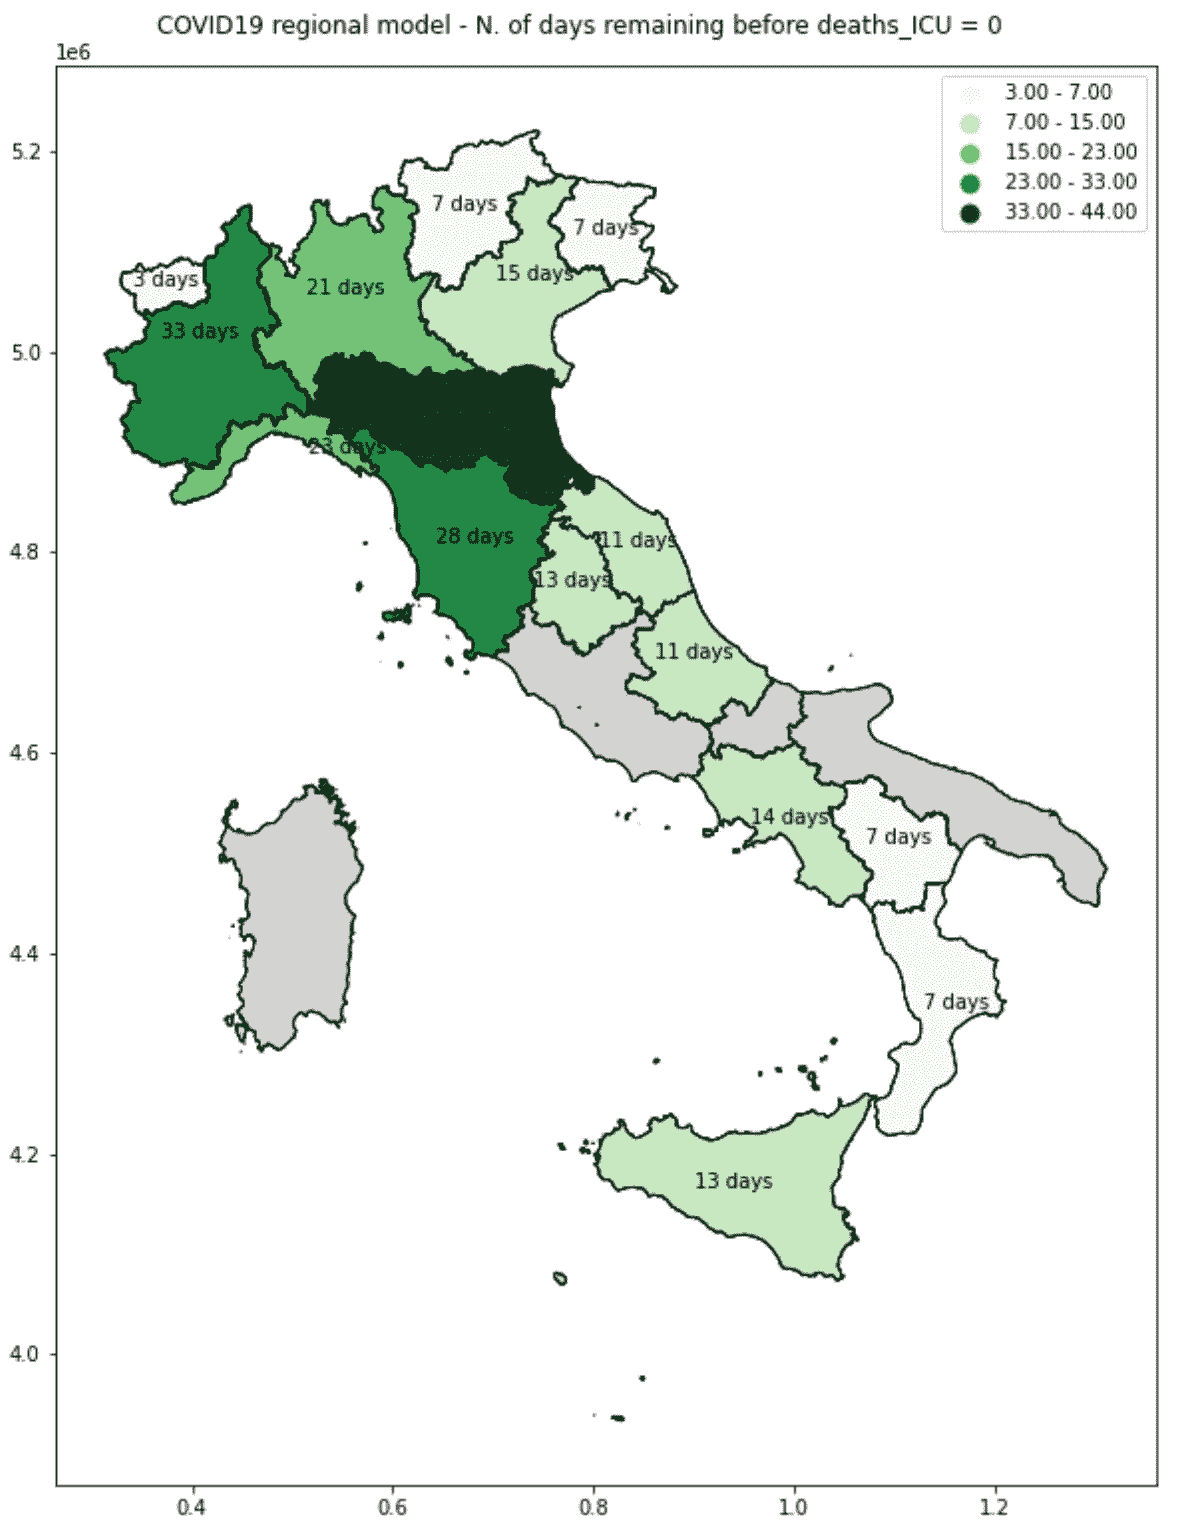 COVID19 regional model - N. of days remaining before deaths_ICU = 0
1e6
3.00 - 7.00
7.00 - 15.00
15.00 - 23.00
23.00 - 33.00
33.00 - 44.00
5.2
7 days
7 days
15 days
3 days
21 days
33 days
5.0
23 days
4.8
28 days
11 days
13 days
11 days
4.6
14 days
7 days
4.4
7 days
4.2
13 days
4.0
0.4 0.6 0.8 1.0 1.2